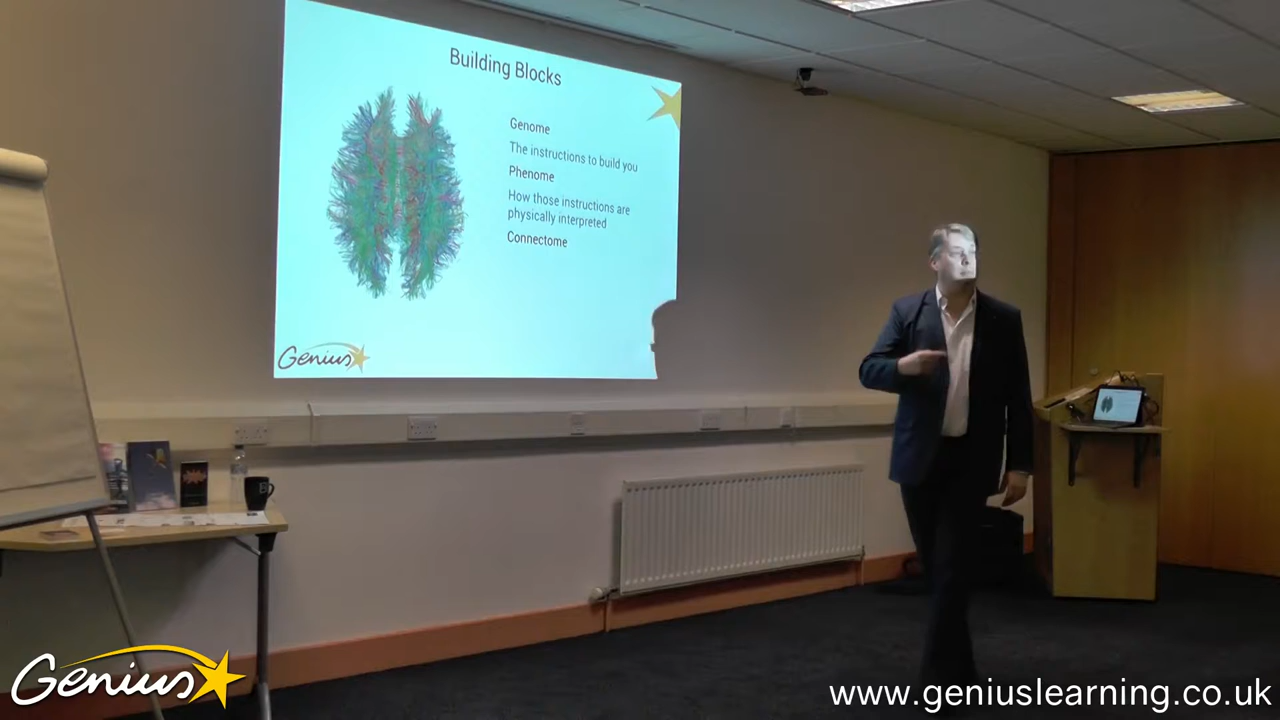 Building Blocks
Genome
The instructions to build you
Phenome
How those instructions are
physically interpreted
Connectome
Genius
Genius
www.geniuslearning.co.uk